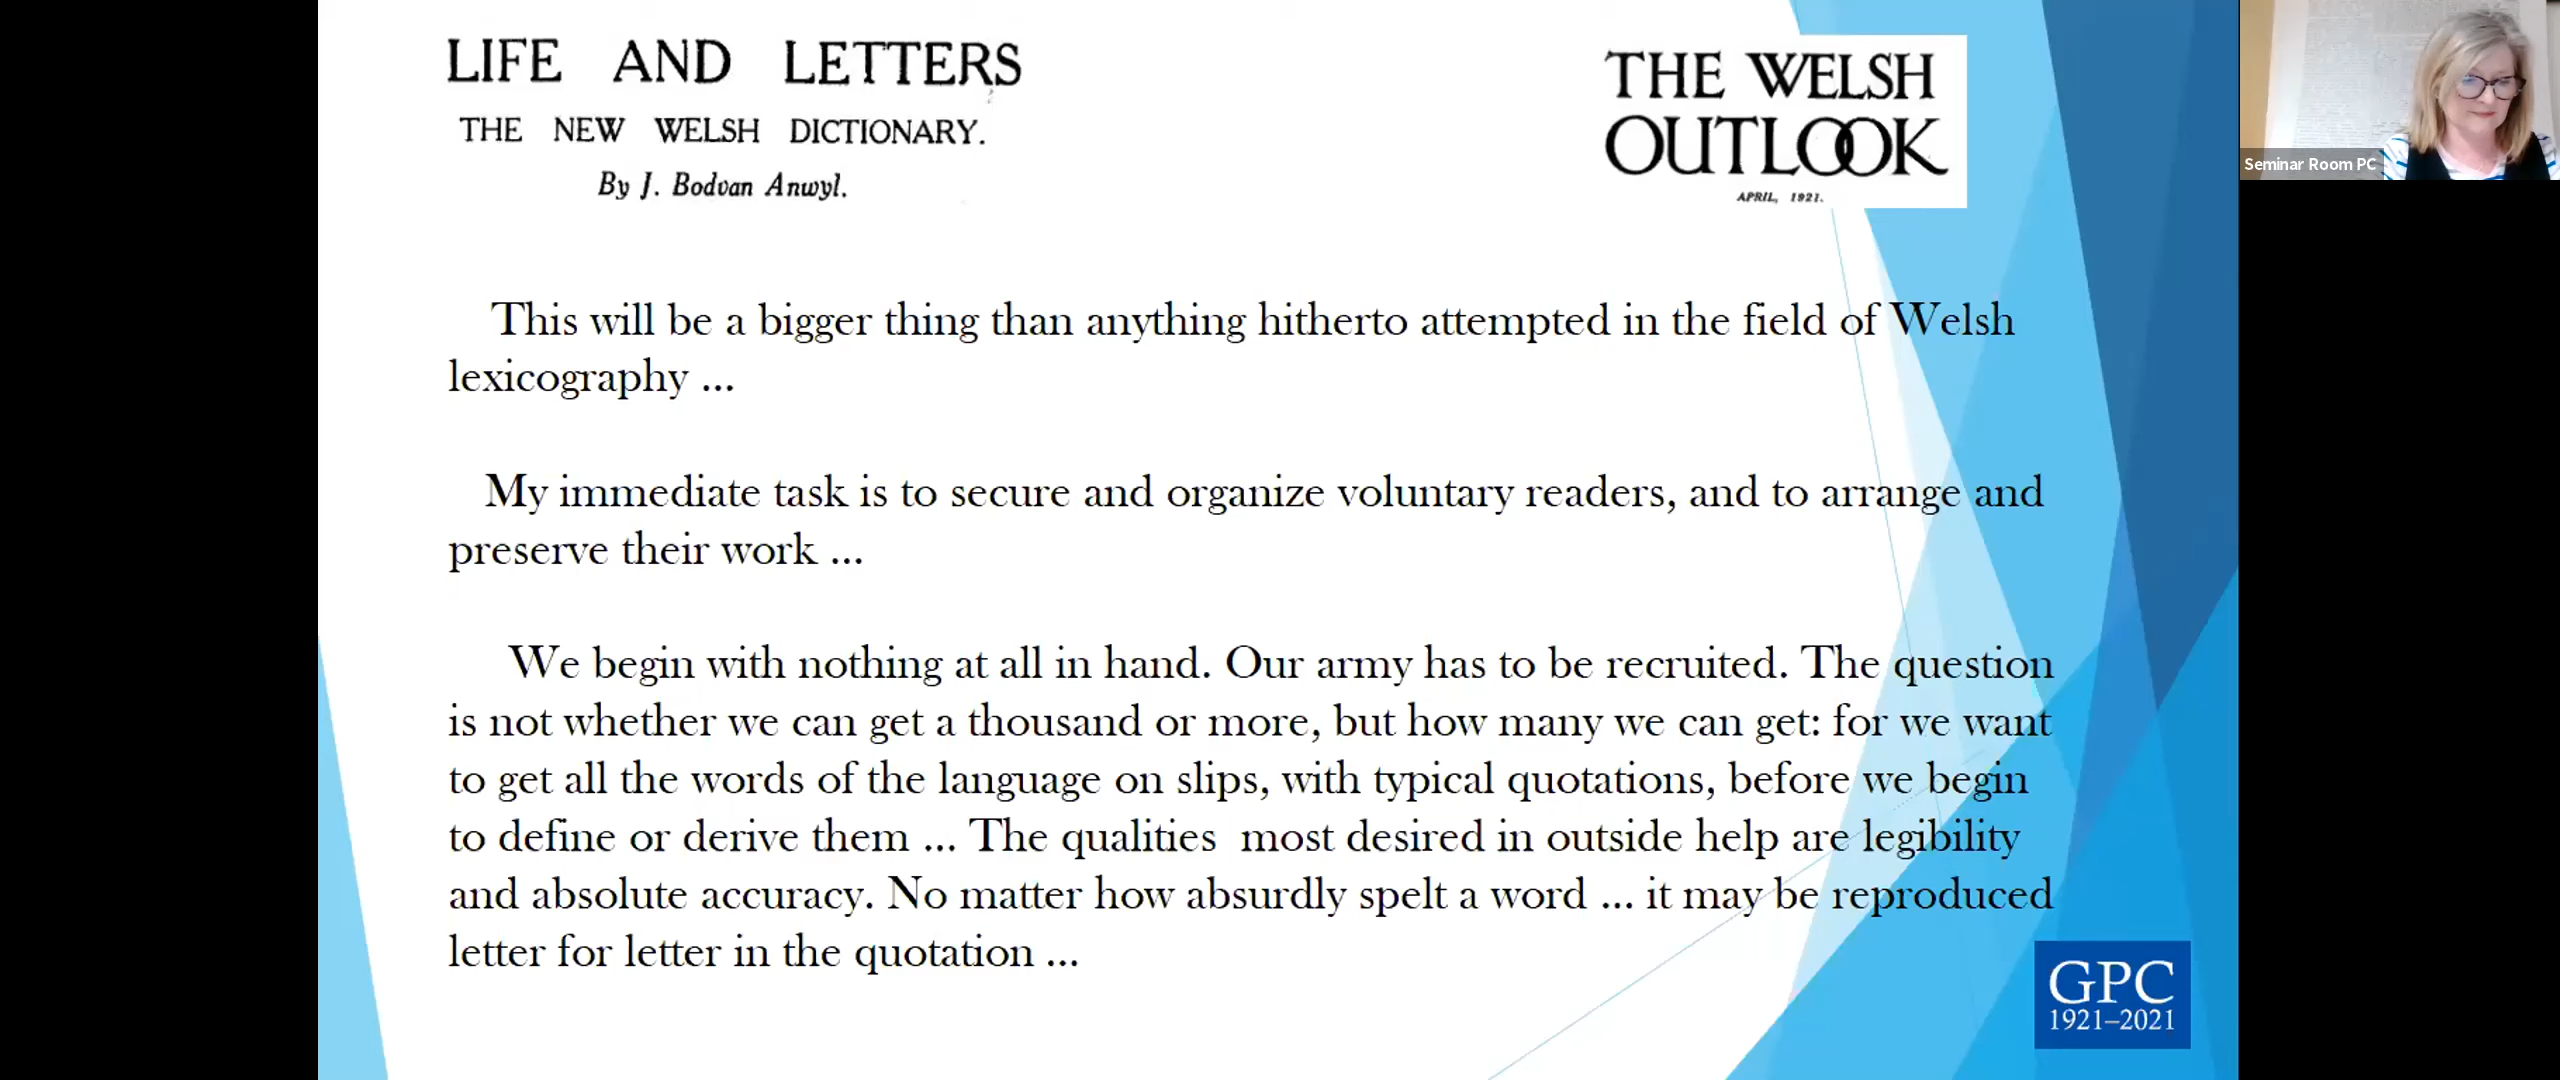 LIFE AND LETTERS
THE NEW WELSH DICTIONARY.
By J. Bodvan Anwyl.
THE WELSH
OUTLOOK
APRIL, 1921.
Seminar Room PC
This will be a bigger thing than anything hitherto attempted in the field of Welsh
lexicography ...
My immediate task is to secure and organize voluntary readers, and to arrange and
preserve their work ...
We begin with nothing at all in hand. Our army has to be recruited. The question
is not whether we can get a thousand or more, but how many we can get: for we want
to get all the words of the language on slips, with typical quotations, before we begin
to define or derive them ... The qualities most desired in outside help are legibility
and absolute accuracy. No matter how absurdly spelt a word ... it may be reproduced
letter for letter in the quotation ...
GPC
1921–2021